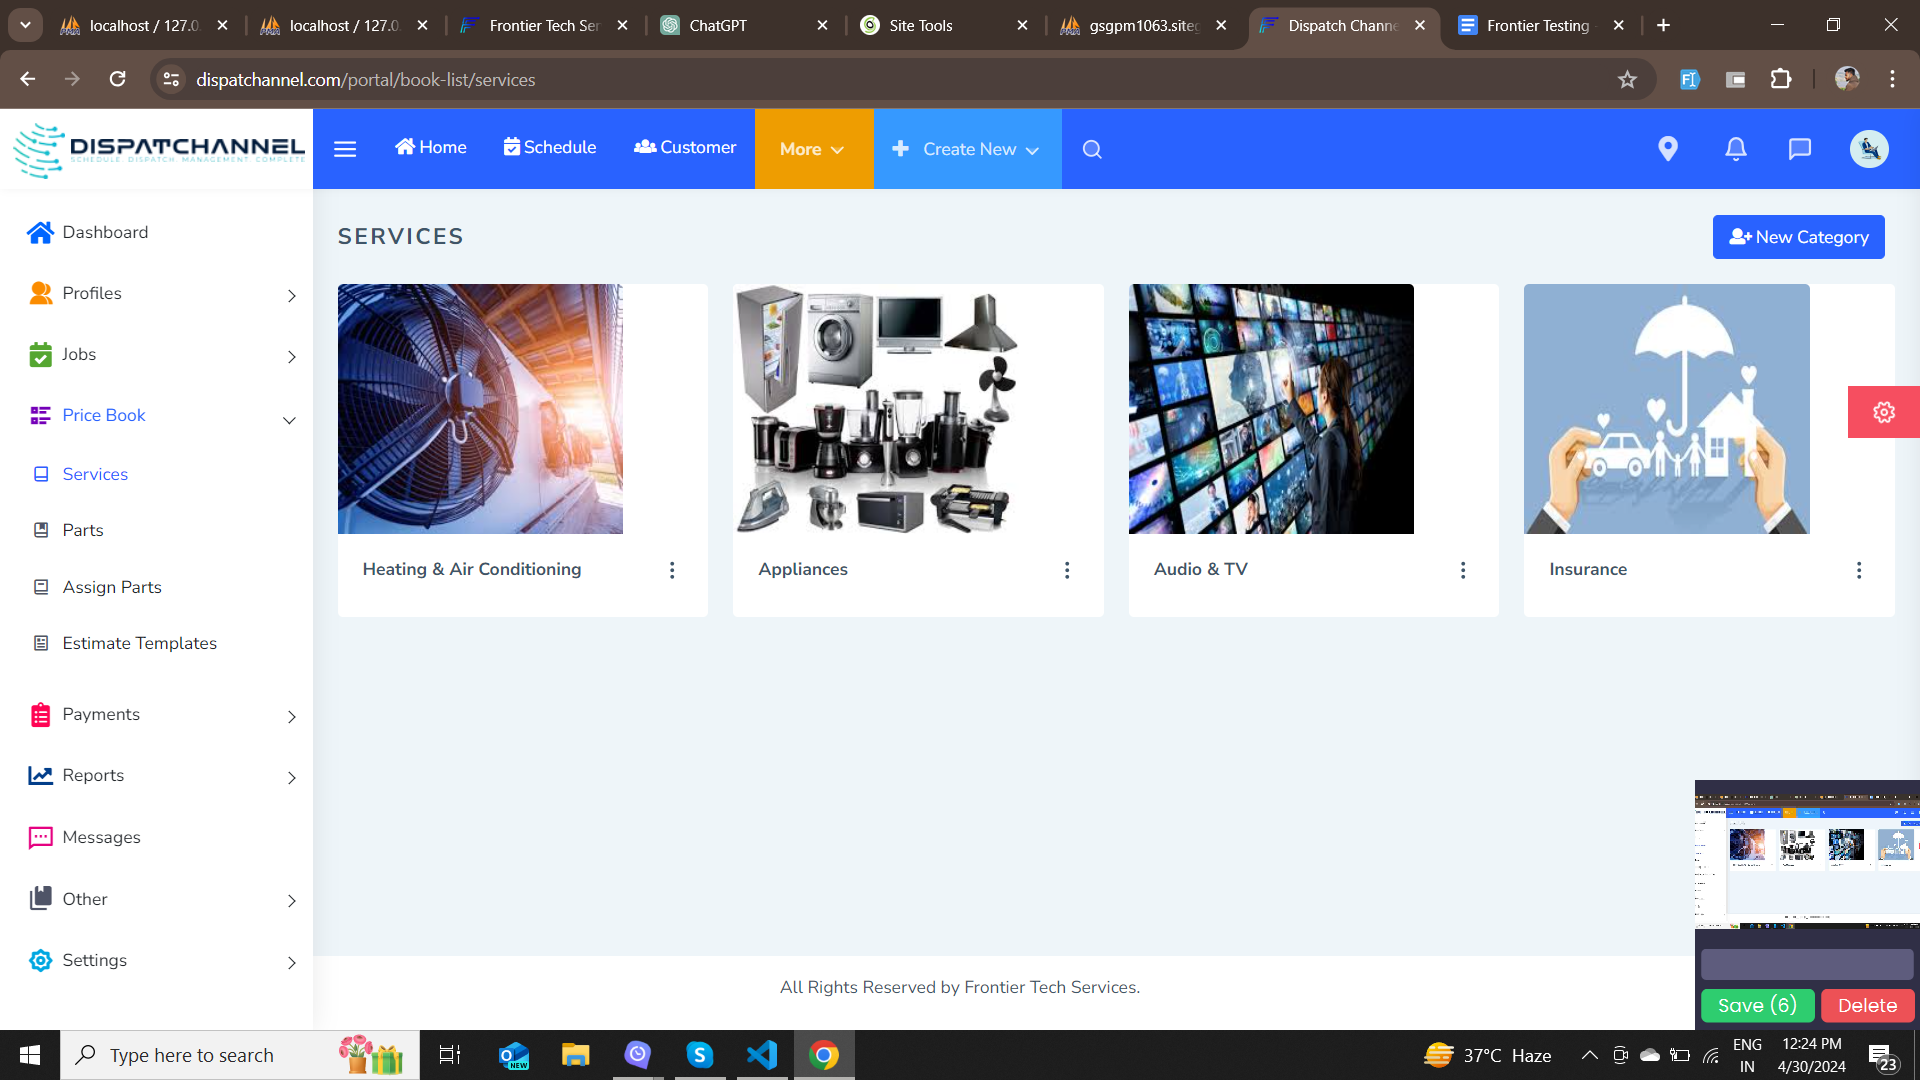 localhost / 127.0.
localhost / 127.0.
Frontier Tech Ser
ChatGPT
Site Tools
gsgpm1063.siteg
Dispatch Channe
Frontier Testing -
dispatchannel.com/portal/book-list/services
DISPATCHANNEL
SCHEDULE. DISPATCH. MANAGEMENT. COMPLETE
Home
Schedule
Customer
More
Create New
Dashboard
Profiles
Jobs
Price Book
Services
Parts
Assign Parts
Estimate Templates
Payments
Reports
Messages
Other
Settings
SERVICES
New Category
Heating & Air Conditioning
Appliances
Audio & TV
Insurance
All Rights Reserved by Frontier Tech Services.
Save (6)
Delete
Type here to search
NEW
37°C Haze
ENG
IN
12:24 PM
4/30/2024
23